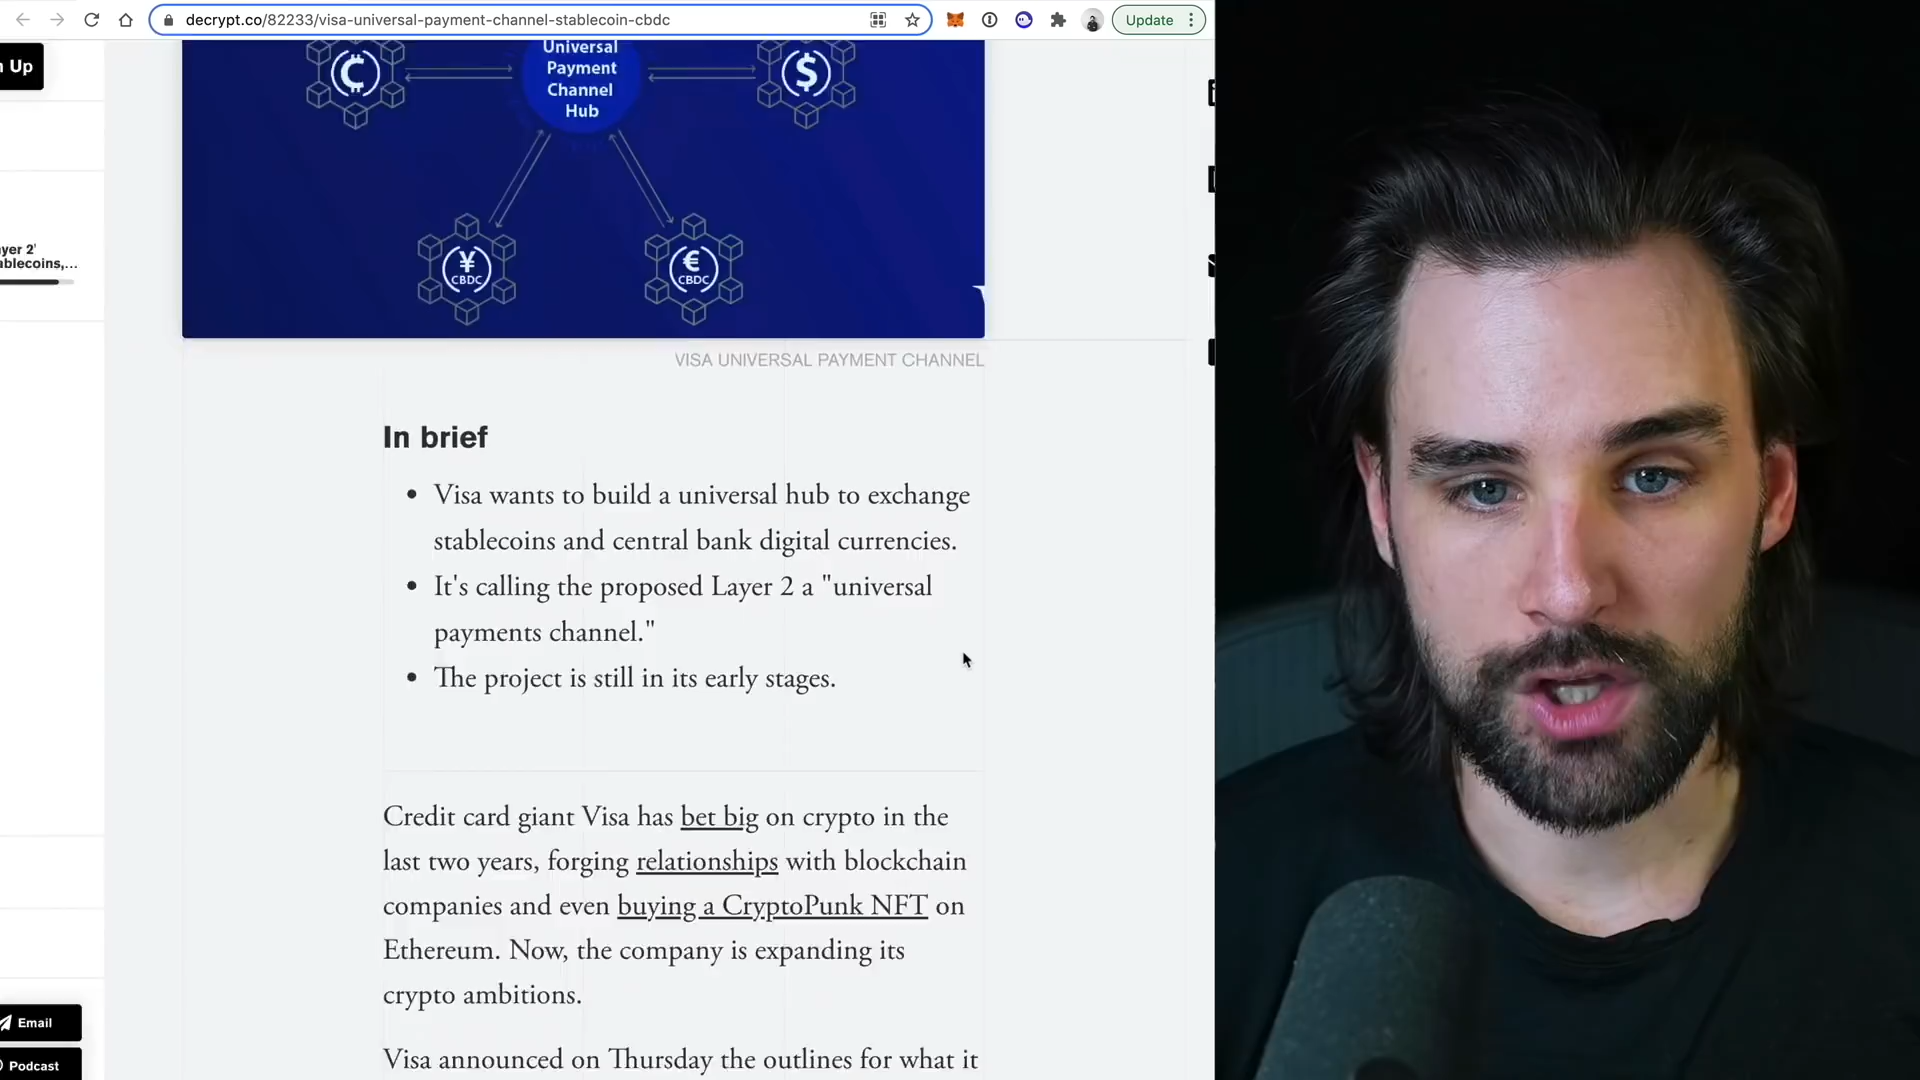 decrypt.co/82233/visa-universal-payment-channel-stablecoin-cbdc
Update
Up
Universal
Payment
Channel
Hub
$
¥
CBDC
€
CBDC
yer 2'
ablecoins,...
VISA UNIVERSAL PAYMENT CHANNEL
In brief
• Visa wants to build a universal hub to exchange
stablecoins and central bank digital currencies.
• It's calling the proposed Layer 2 a "universal
payments channel."
• The project is still in its early stages.
Credit card giant Visa has bet big on crypto in the
last two years, forging relationships with blockchain
companies and even buying a CryptoPunk NFT on
Ethereum. Now, the company is expanding its
crypto ambitions.
Visa announced on Thursday the outlines for what it
Email
Podcast